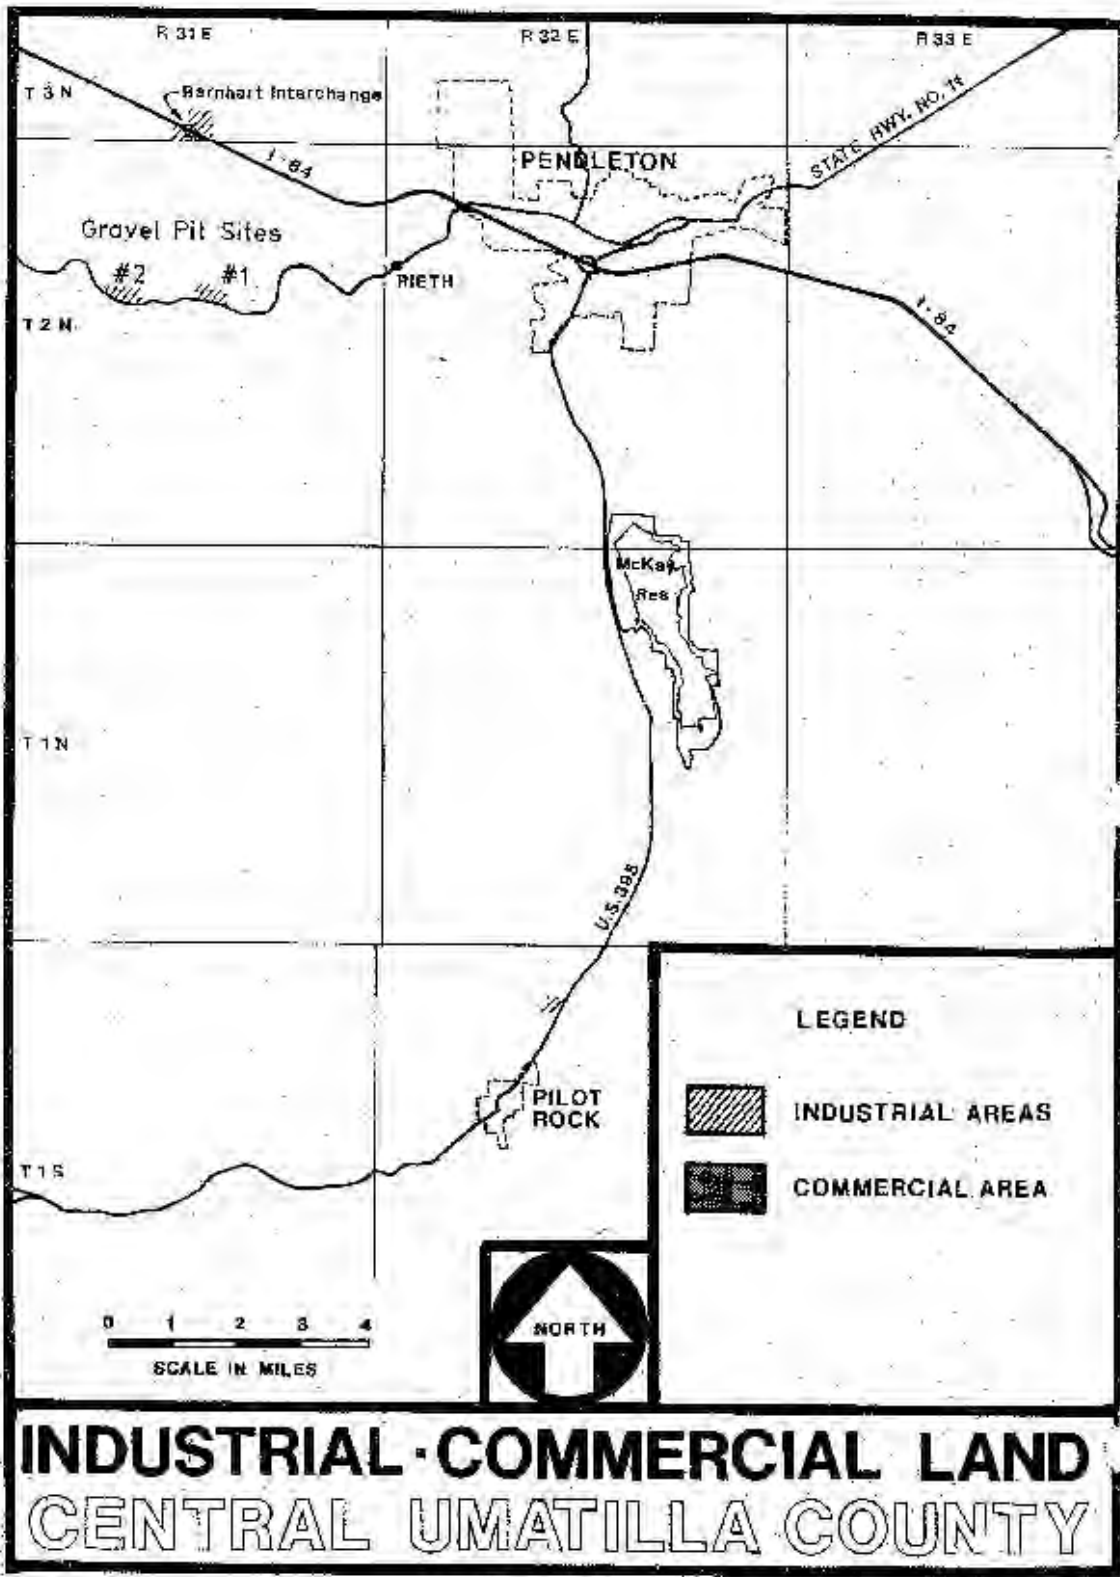 R 31 E
R 32 E
R 33 E
T 3 N
Barnhart Interchange
I-84
PENDLETON
STATE HWY. NO. 11
Gravel Pit Sites
#2
#1
RIETH
T 2 N
I-84
McKay
Res
T 1 N
U.S. 395
LEGEND
INDUSTRIAL AREAS
COMMERCIAL AREA
PILOT
ROCK
T 1 S
NORTH
0 1 2 3 4
SCALE IN MILES
INDUSTRIAL - COMMERCIAL LAND
CENTRAL UMATILLA COUNTY